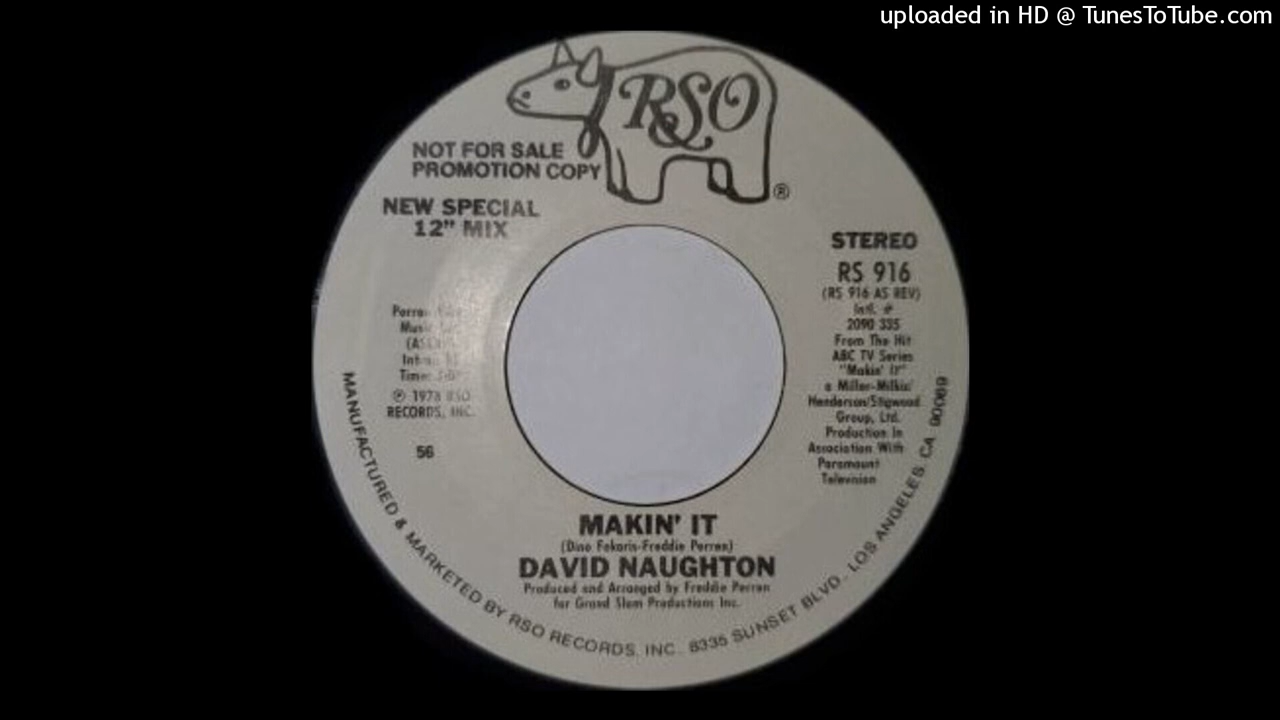 uploaded in HD @ TunesToTube.com
RSO
®
NOT FOR SALE
PROMOTION COPY
NEW SPECIAL
12" MIX
STEREO
RS 916
(RS 916 AS REV)
Intl. #
2090 335
From The Hit
ABC TV Series
"Makin' It"
a Miller-Milkis/
Henderson/Stigwood
Group, Ltd.
Production In
Association With
Paramount
Television
Music
℗ 1978 RSO
RECORDS, INC.
56
MAKIN' IT
(Dino Fekaris-Freddie Perren)
DAVID NAUGHTON
Produced and Arranged by Freddie Perren
for Grand Slam Productions Inc.
MANUFACTURED & MARKETED BY RSO RECORDS, INC., 8335 SUNSET BLVD., LOS ANGELES, CA 90069